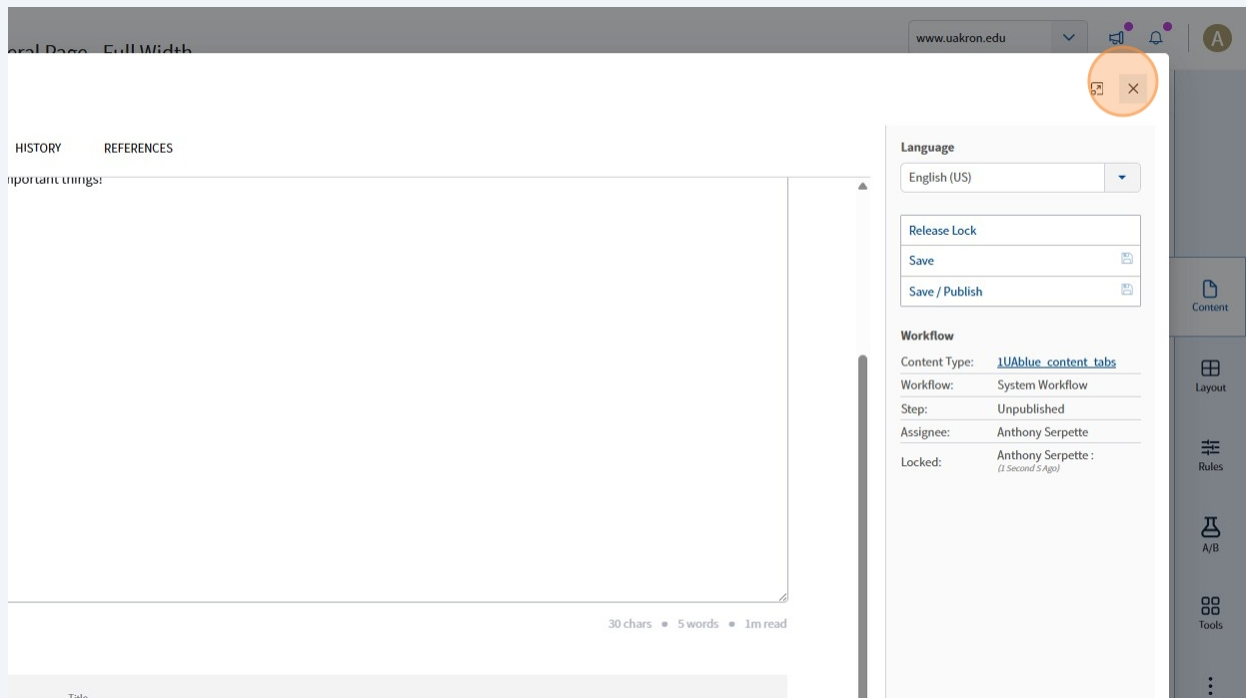 eral Page - Full Width
www.uakron.edu
A
HISTORY
REFERENCES
mportant things!
30 chars • 5 words • 1m read
Title
Language
English (US)
Release Lock
Save
Save / Publish
Workflow
Content Type: 1UAblue_content_tabs
Workflow: System Workflow
Step: Unpublished
Assignee: Anthony Serpette
Locked: Anthony Serpette :
(1 Second S Ago)
Content
Layout
Rules
A/B
Tools